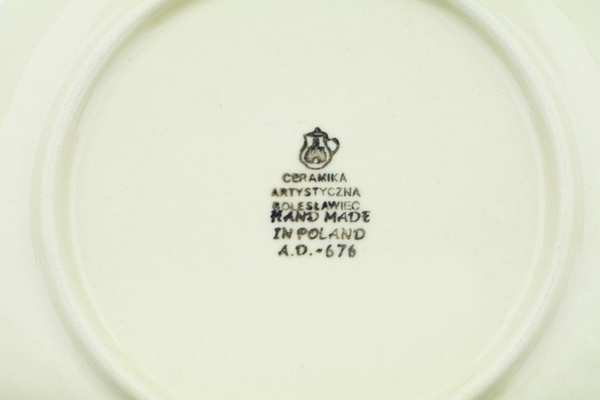 CERAMIKA
ARTYSTYCZNA
BOLESŁAWIEC
HAND MADE
IN POLAND
A.D.-676